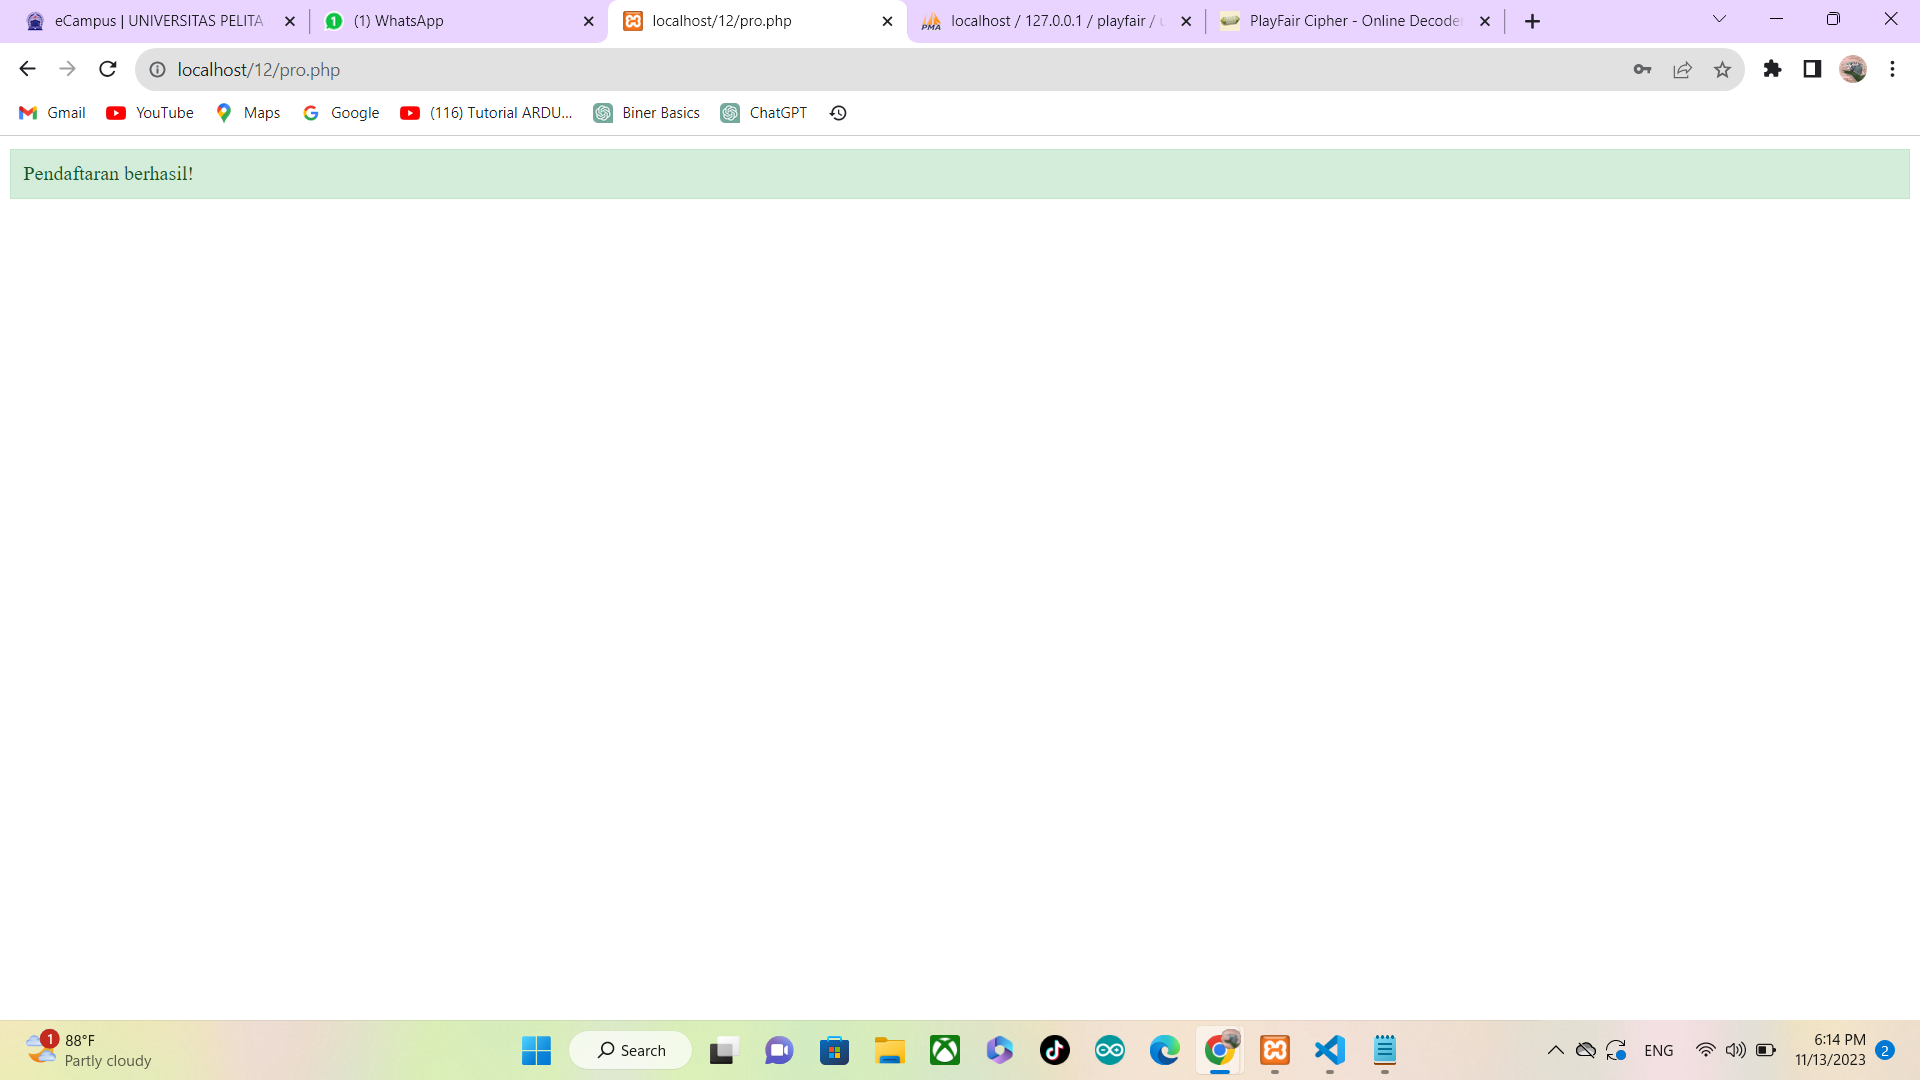 eCampus | UNIVERSITAS PELITA
(1) WhatsApp
localhost/12/pro.php
localhost / 127.0.0.1 / playfair /
PlayFair Cipher - Online Decoder
localhost/12/pro.php
Gmail
YouTube
Maps
Google
(116) Tutorial ARDU...
Biner Basics
ChatGPT
Pendaftaran berhasil!
1
88°F
Partly cloudy
Search
ENG
6:14 PM
11/13/2023
2